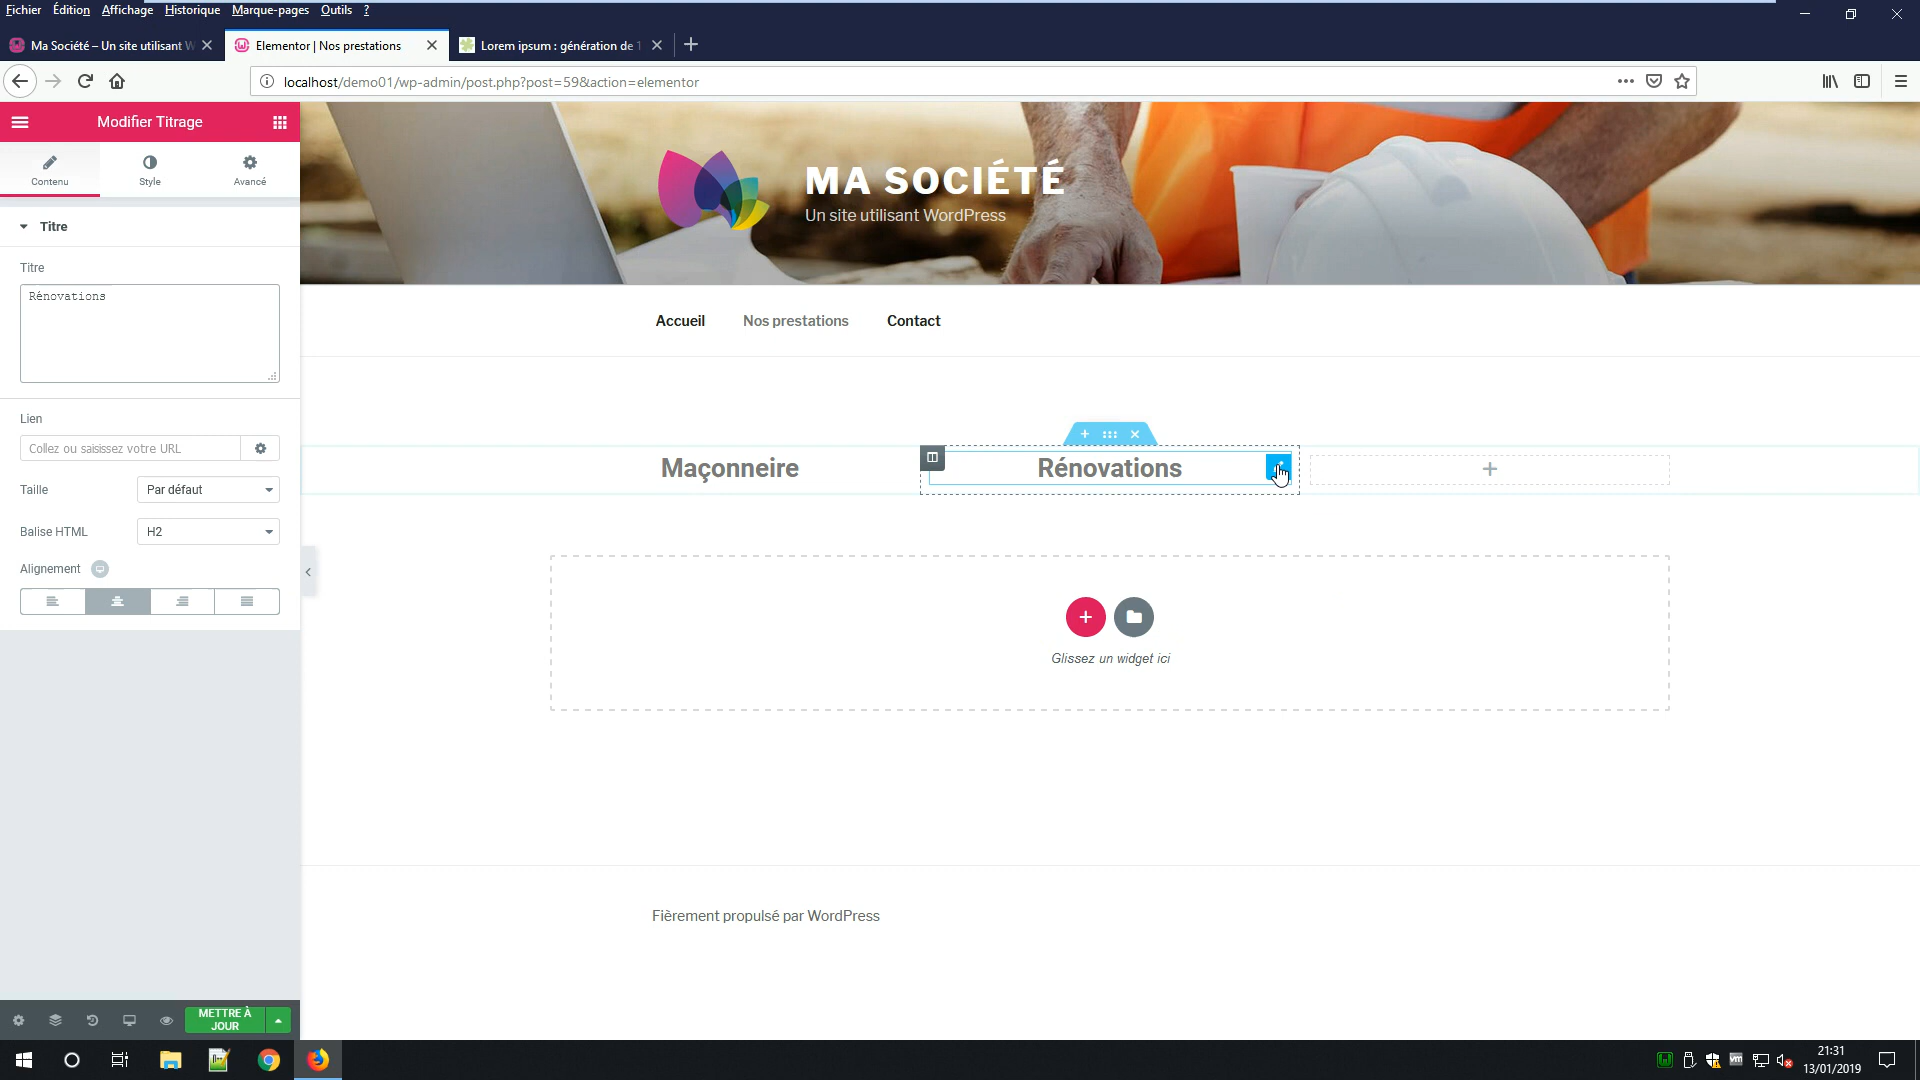 Fichier Édition Affichage Historique Marque-pages Outils ?
Ma Société – Un site utilisant W
Elementor | Nos prestations
Lorem ipsum : génération de 1
localhost/demo01/wp-admin/post.php?post=59&action=elementor
Modifier Titrage
Contenu Style Avancé
Titre
Titre
Rénovations
Lien
Collez ou saisissez votre URL
Taille Par défaut
Balise HTML H2
Alignement
METTRE À
JOUR
MA SOCIÉTÉ
Un site utilisant WordPress
Accueil Nos prestations Contact
Maçonneire Rénovations
Glissez un widget ici
Fièrement propulsé par WordPress
21:31
13/01/2019